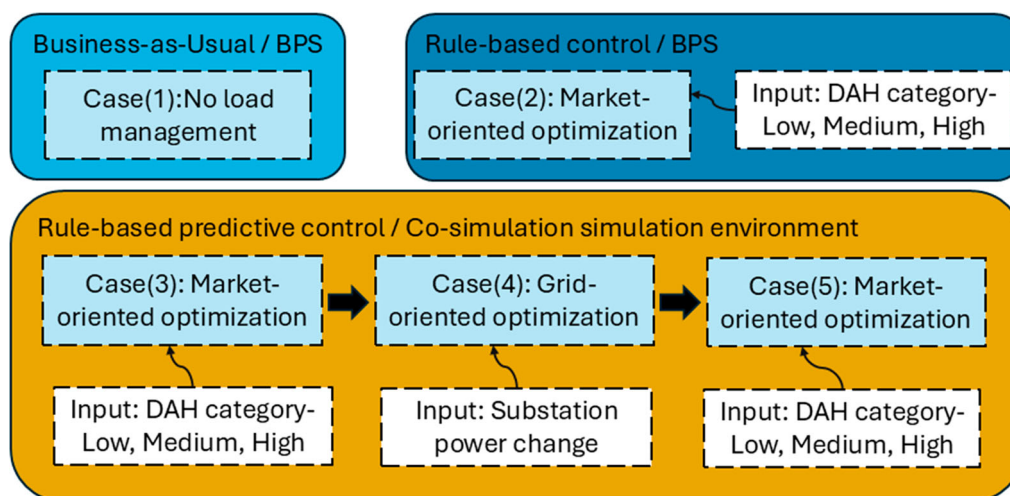 Business-as-Usual / BPS
Case(1):No load
management
Rule-based control / BPS
Case(2): Market-
oriented optimization
Input: DAH category-
Low, Medium, High
Rule-based predictive control / Co-simulation simulation environment
Case(3): Market-
oriented optimization
Case(4): Grid-
oriented optimization
Case(5): Market-
oriented optimization
Input: DAH category-
Low, Medium, High
Input: Substation
power change
Input: DAH category-
Low, Medium, High